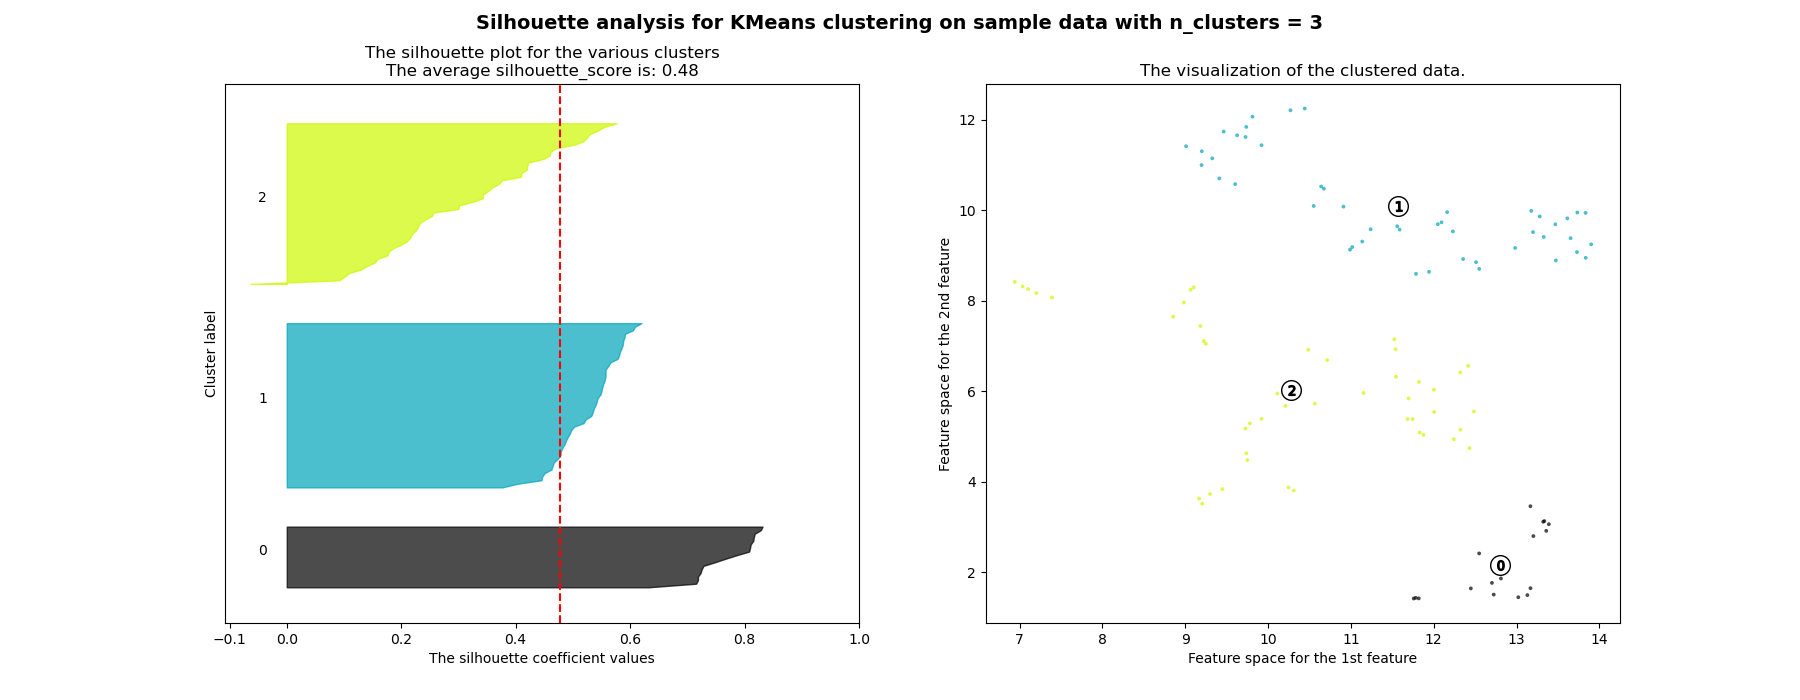 Silhouette analysis for KMeans clustering on sample data with n_clusters = 3
The silhouette plot for the various clusters
The average silhouette_score is: 0.48
2
1
0
Cluster label
−0.1 0.0 0.2 0.4 0.6 0.8 1.0
The silhouette coefficient values
The visualization of the clustered data.
12
10
8
6
4
2
Feature space for the 2nd feature
1
2
0
7 8 9 10 11 12 13 14
Feature space for the 1st feature